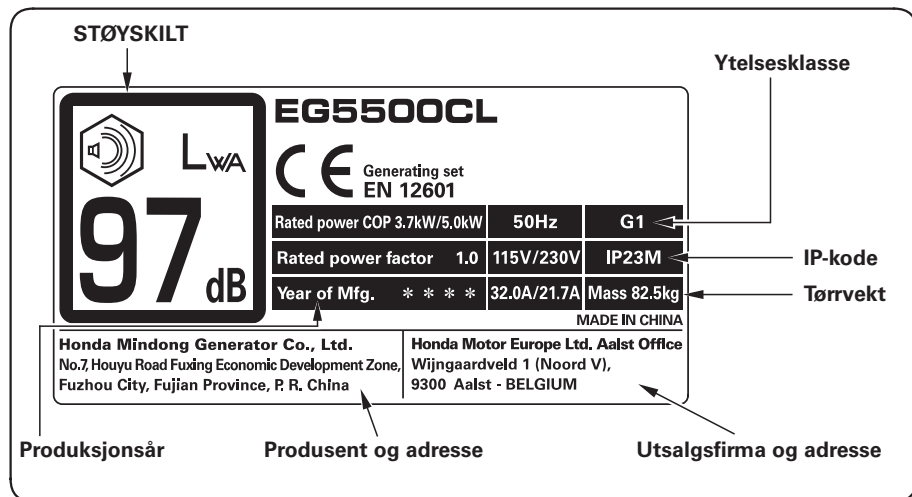 STØYSKILT
Ytelsesklasse
EG5500CL
LWA
97 dB
CE Generating set
EN 12601
Rated power COP 3.7kW/5.0kW 50Hz G1
Rated power factor 1.0 115V/230V IP23M
IP-kode
Year of Mfg. * * * * 32.0A/21.7A Mass 82.5kg
Tørrvekt
MADE IN CHINA
Honda Mindong Generator Co., Ltd.
No.7, Houyu Road Fuxing Economic Development Zone,
Fuzhou City, Fujian Province, P. R. China
Honda Motor Europe Ltd. Aalst Office
Wijngaardveld 1 (Noord V),
9300 Aalst - BELGIUM
Produksjonsår
Produsent og adresse
Utsalgsfirma og adresse